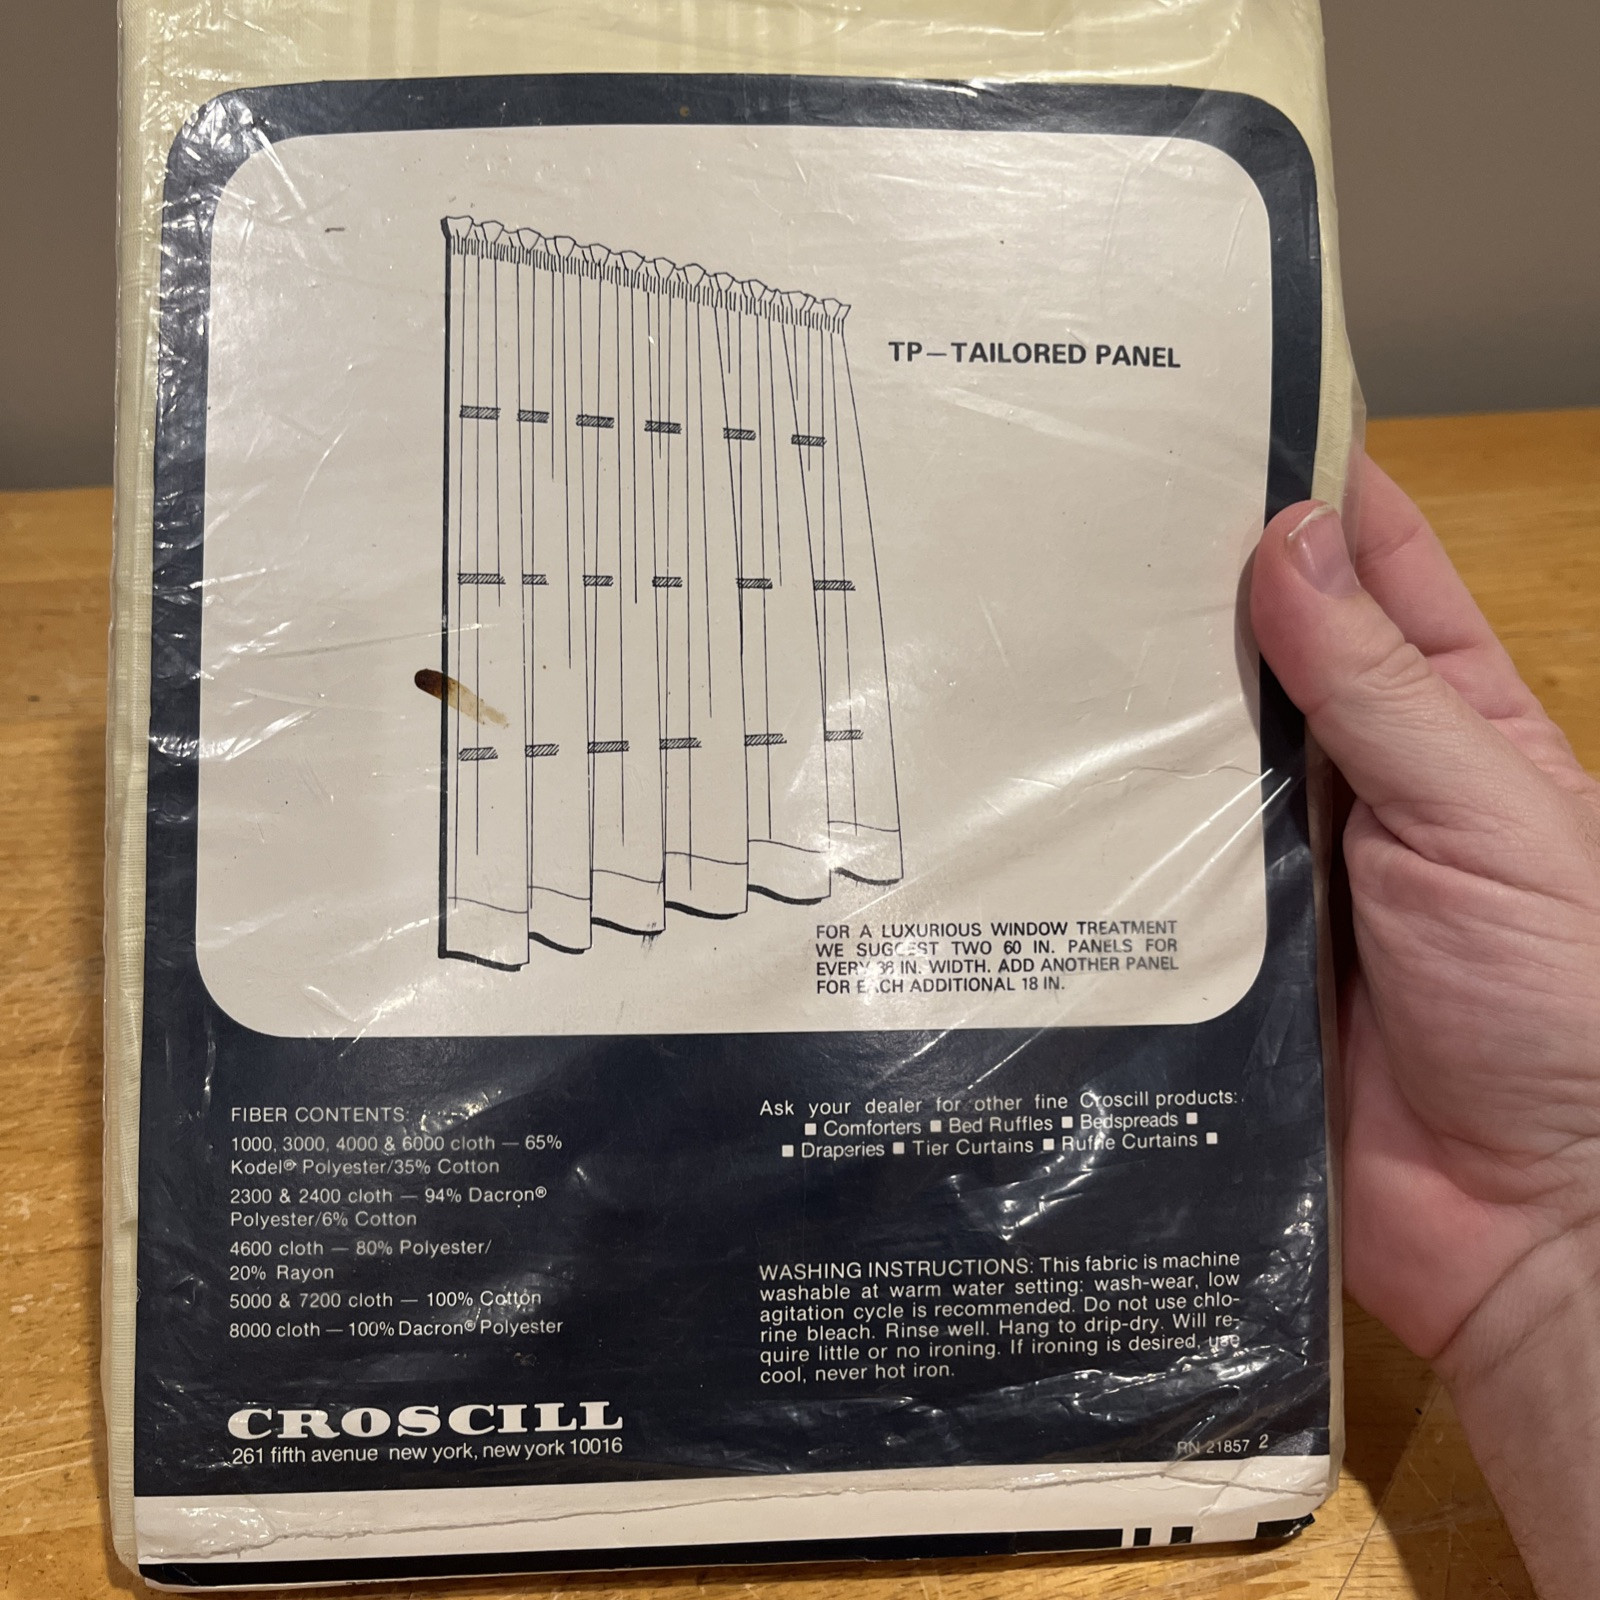 TP—TAILORED PANEL
FOR A LUXURIOUS WINDOW TREATMENT
WE SUGGEST TWO 60 IN. PANELS FOR
EVERY 36 IN. WIDTH. ADD ANOTHER PANEL
FOR EACH ADDITIONAL 18 IN.
FIBER CONTENTS:
1000, 3000, 4000 & 6000 cloth — 65%
Kodel® Polyester/35% Cotton
2300 & 2400 cloth — 94% Dacron®
Polyester/6% Cotton
4600 cloth — 80% Polyester/
20% Rayon
5000 & 7200 cloth — 100% Cotton
8000 cloth — 100% Dacron® Polyester
CROSCILL
261 fifth avenue new york, new york 10016
Ask your dealer for other fine Croscill products:
■ Comforters ■ Bed Ruffles ■ Bedspreads ■
■ Draperies ■ Tier Curtains ■ Ruffle Curtains ■
WASHING INSTRUCTIONS: This fabric is machine
washable at warm water setting: wash-wear, low
agitation cycle is recommended. Do not use chlo-
rine bleach. Rinse well. Hang to drip-dry. Will re-
quire little or no ironing. If ironing is desired, use
cool, never hot iron.
RN 21857 2